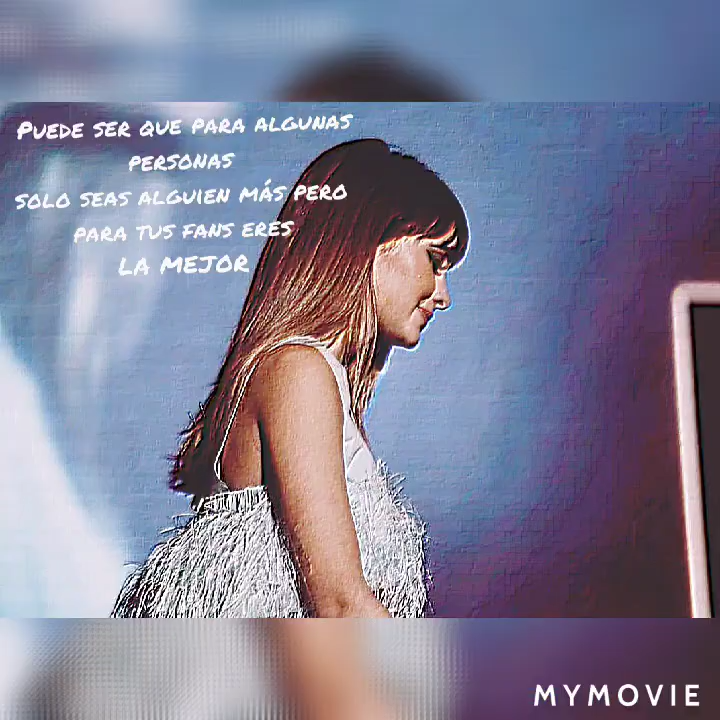 Puede ser que para algunas
personas
solo seas alguien más pero
para tus fans eres
LA MEJOR
MYMOVIE